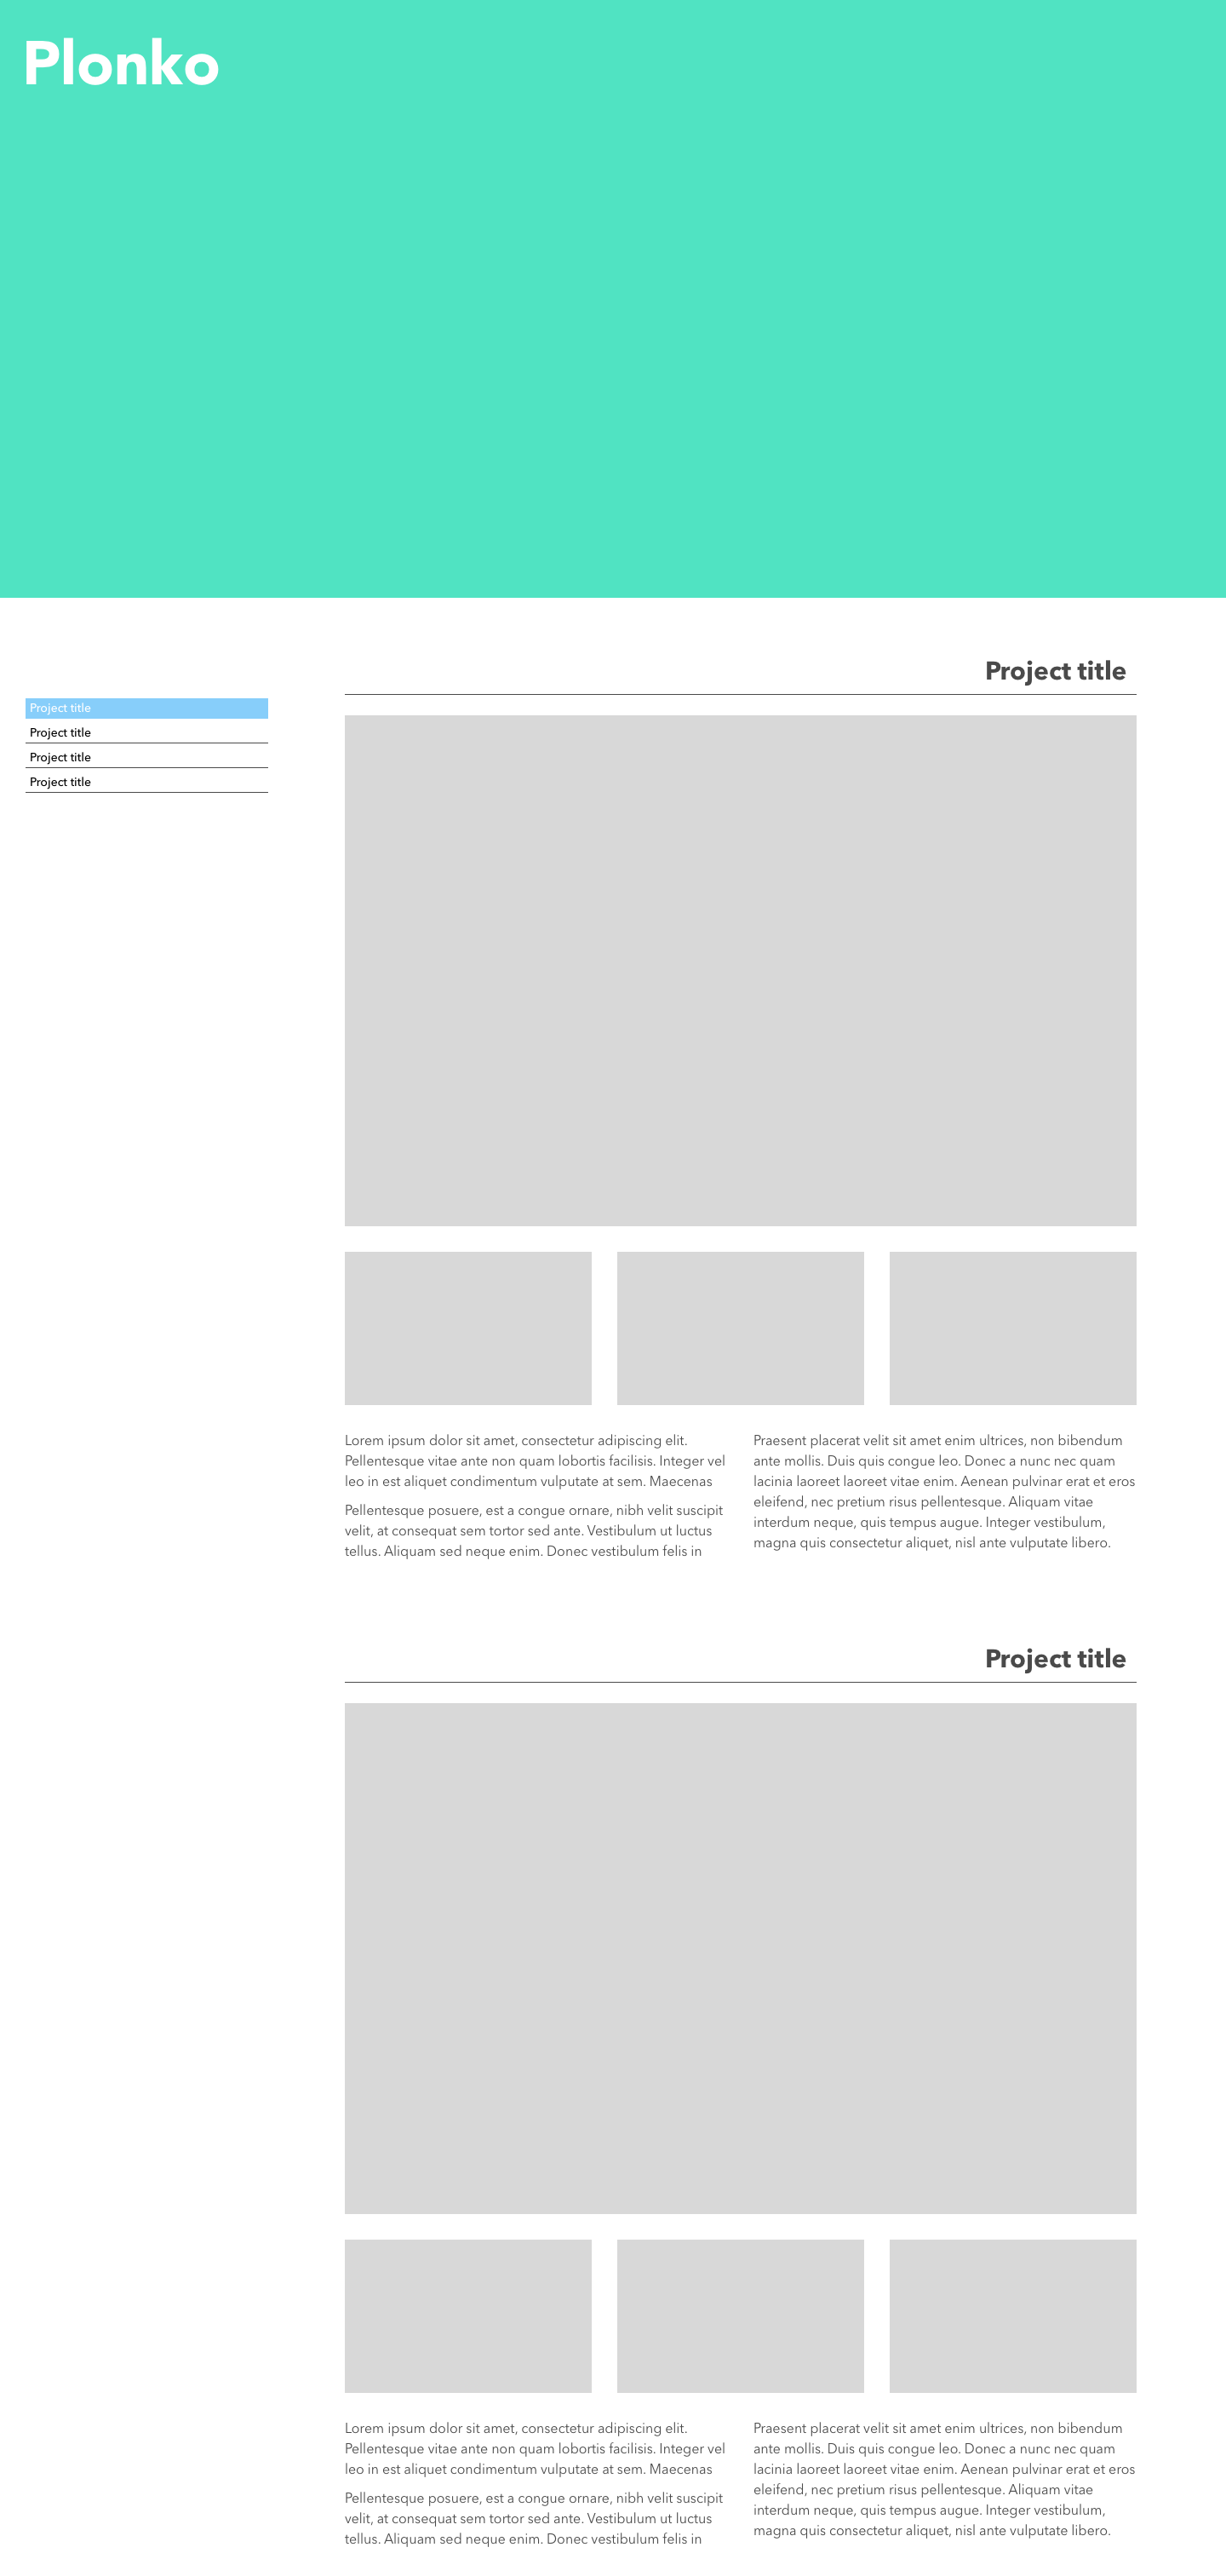 Plonko
Project title
Project title
Project title
Project title
Project title
Lorem ipsum dolor sit amet, consectetur adipiscing elit.
Pellentesque vitae ante non quam lobortis facilisis. Integer vel
leo in est aliquet condimentum vulputate at sem. Maecenas
Pellentesque posuere, est a congue ornare, nibh velit suscipit
velit, at consequat sem tortor sed ante. Vestibulum ut luctus
tellus. Aliquam sed neque enim. Donec vestibulum felis in
Praesent placerat velit sit amet enim ultrices, non bibendum
ante mollis. Duis quis congue leo. Donec a nunc nec quam
lacinia laoreet laoreet vitae enim. Aenean pulvinar erat et eros
eleifend, nec pretium risus pellentesque. Aliquam vitae
interdum neque, quis tempus augue. Integer vestibulum,
magna quis consectetur aliquet, nisl ante vulputate libero.
Project title
Lorem ipsum dolor sit amet, consectetur adipiscing elit.
Pellentesque vitae ante non quam lobortis facilisis. Integer vel
leo in est aliquet condimentum vulputate at sem. Maecenas
Pellentesque posuere, est a congue ornare, nibh velit suscipit
velit, at consequat sem tortor sed ante. Vestibulum ut luctus
tellus. Aliquam sed neque enim. Donec vestibulum felis in
Praesent placerat velit sit amet enim ultrices, non bibendum
ante mollis. Duis quis congue leo. Donec a nunc nec quam
lacinia laoreet laoreet vitae enim. Aenean pulvinar erat et eros
eleifend, nec pretium risus pellentesque. Aliquam vitae
interdum neque, quis tempus augue. Integer vestibulum,
magna quis consectetur aliquet, nisl ante vulputate libero.